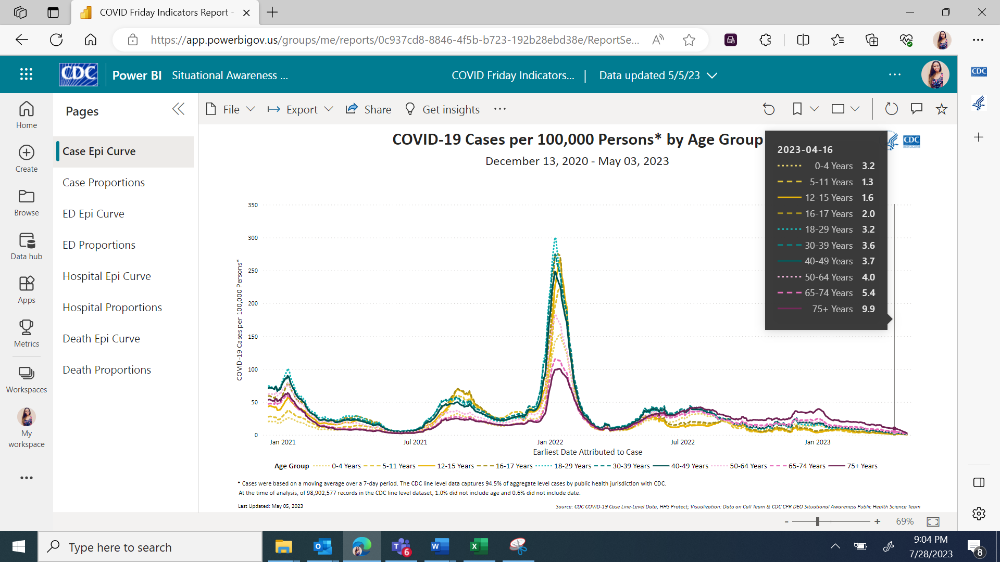 COVID Friday Indicators Report -
https://app.powerbigov.us/groups/me/reports/0c937cd8-8846-4f5b-b723-192b28ebd38e/ReportSe...
CDC
Power BI
Situational Awareness ...
COVID Friday Indicators... | Data updated 5/5/23
CDC
Pages
File
Export
Share
Get insights
Home
Create
Browse
Data hub
Apps
Metrics
Workspaces
My
workspace
Case Epi Curve
Case Proportions
ED Epi Curve
ED Proportions
Hospital Epi Curve
Hospital Proportions
Death Epi Curve
Death Proportions
COVID-19 Cases per 100,000 Persons* by Age Group
December 13, 2020 - May 03, 2023
CDC
2023-04-16
0-4 Years 3.2
5-11 Years 1.3
12-15 Years 1.6
16-17 Years 2.0
18-29 Years 3.2
30-39 Years 3.6
40-49 Years 3.7
50-64 Years 4.0
65-74 Years 5.4
75+ Years 9.9
COVID-19 Cases per 100,000 Persons*
350
300
250
200
150
100
50
0
Jan 2021 Jul 2021 Jan 2022 Jul 2022 Jan 2023
Earliest Date Attributed to Case
Age Group 0-4 Years 5-11 Years 12-15 Years 16-17 Years 18-29 Years 30-39 Years 40-49 Years 50-64 Years 65-74 Years 75+ Years
* Cases were based on a moving average over a 7-day period. The CDC line level data captures 94.5% of aggregate level cases by public health jurisdiction with CDC.
At the time of analysis, of 98,902,577 records in the CDC line level dataset, 1.0% did not include age and 0.6% did not include date.
Last Updated: May 05, 2023
Source: CDC COVID-19 Case Line-Level Data, HHS Protect; Visualization: Data on Call Team & CDC CPR DEO Situational Awareness Public Health Science Team
- + 69%
Type here to search
6
9:04 PM
7/28/2023
8